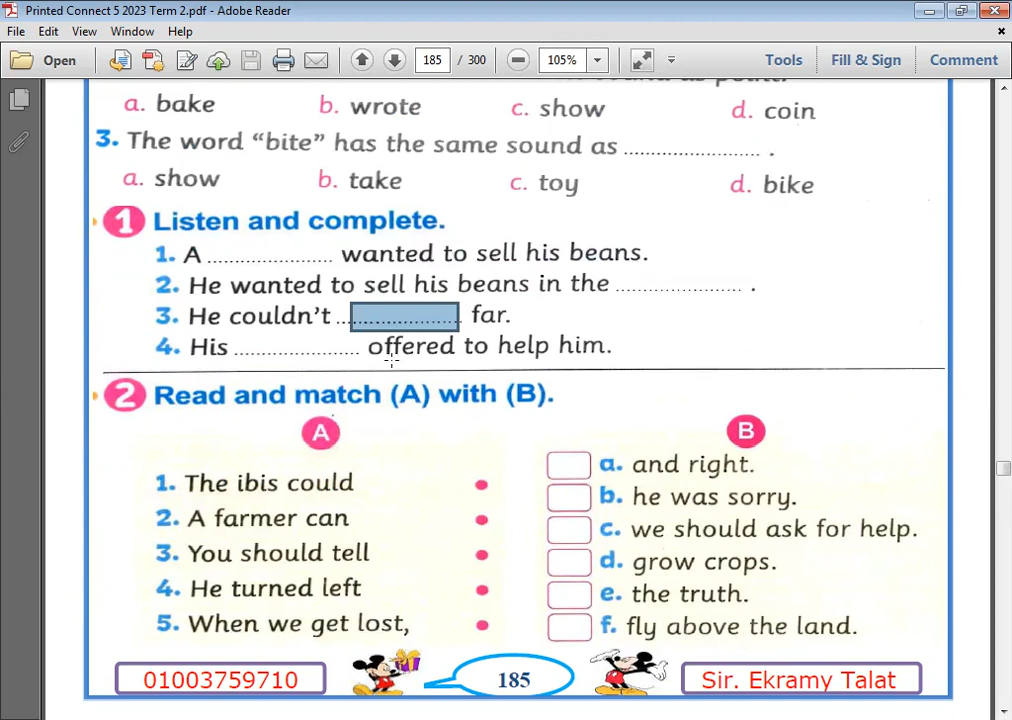 Printed Connect 5 2023 Term 2.pdf - Adobe Reader
File Edit View Window Help
Open 185 / 300 105% Tools Fill & Sign Comment
a. bake b. wrote c. show d. coin
3. The word “bite” has the same sound as ........................ .
a. show b. take c. toy d. bike
1 Listen and complete.
1. A ...................... wanted to sell his beans.
2. He wanted to sell his beans in the ...................... .
3. He couldn't ...................... far.
4. His ...................... offered to help him.
2 Read and match (A) with (B).
A B
1. The ibis could a. and right.
2. A farmer can b. he was sorry.
3. You should tell c. we should ask for help.
4. He turned left d. grow crops.
5. When we get lost, e. the truth.
f. fly above the land.
01003759710 185 Sir. Ekramy Talat